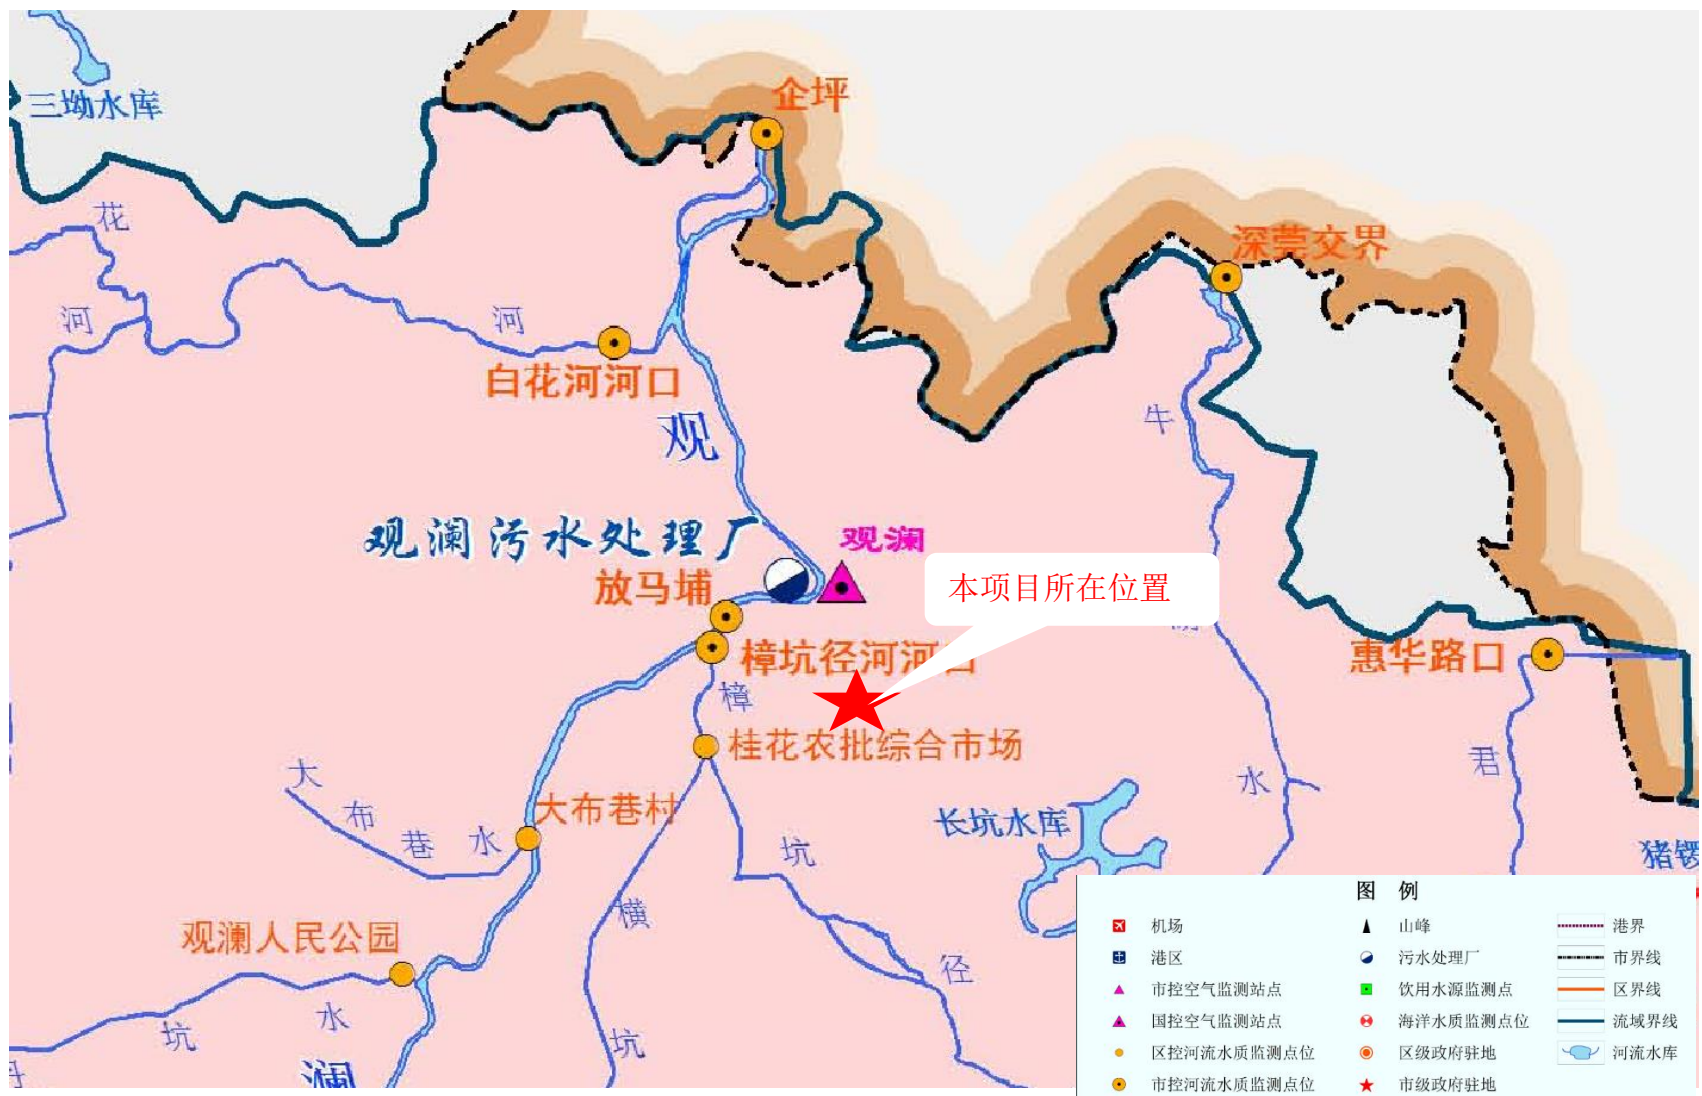 企坪
三坳水库
花
深莞交界
河
河
白花河河口
牛
观
观澜污水处理厂
观澜
放马埔
本项目所在位置
樟坑径河河口
惠华路口
樟
桂花农批综合市场
君
大
水
布
大布巷村
长坑水库
巷
水
坑
猪锣
横
观澜人民公园
径
水
坑
坑
澜
图 例
机场
山峰
港界
港区
污水处理厂
市界线
市控空气监测站点
饮用水源监测点
区界线
国控空气监测站点
海洋水质监测点位
流域界线
区控河流水质监测点位
区级政府驻地
河流水库
市控河流水质监测点位
市级政府驻地